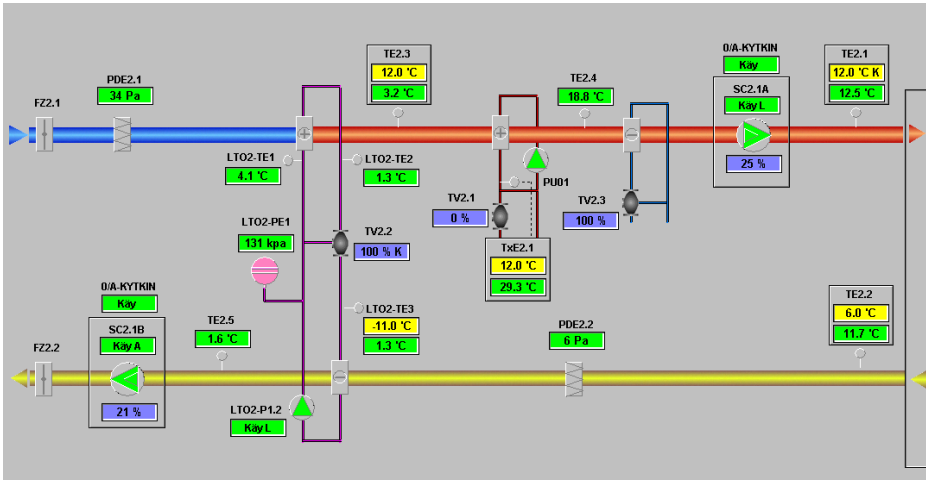 TE2.3
12.0 °C
3.2 °C
0/A-KYTKIN
Käy
TE2.1
12.0 °C K
12.5 °C
PDE2.1
34 Pa
TE2.4
18.8 °C
SC2.1A
Käy L
25 %
FZ2.1
LTO2-TE1
4.1 °C
LTO2-TE2
1.3 °C
PU01
TV2.1
0 %
TV2.3
100 %
LTO2-PE1
131 kpa
TV2.2
100 % K
TxE2.1
12.0 °C
29.3 °C
0/A-KYTKIN
Käy
TE2.2
6.0 °C
11.7 °C
LTO2-TE3
-11.0 °C
1.3 °C
SC2.1B
Käy A
21 %
TE2.5
1.6 °C
PDE2.2
6 Pa
FZ2.2
LTO2-P1.2
Käy L